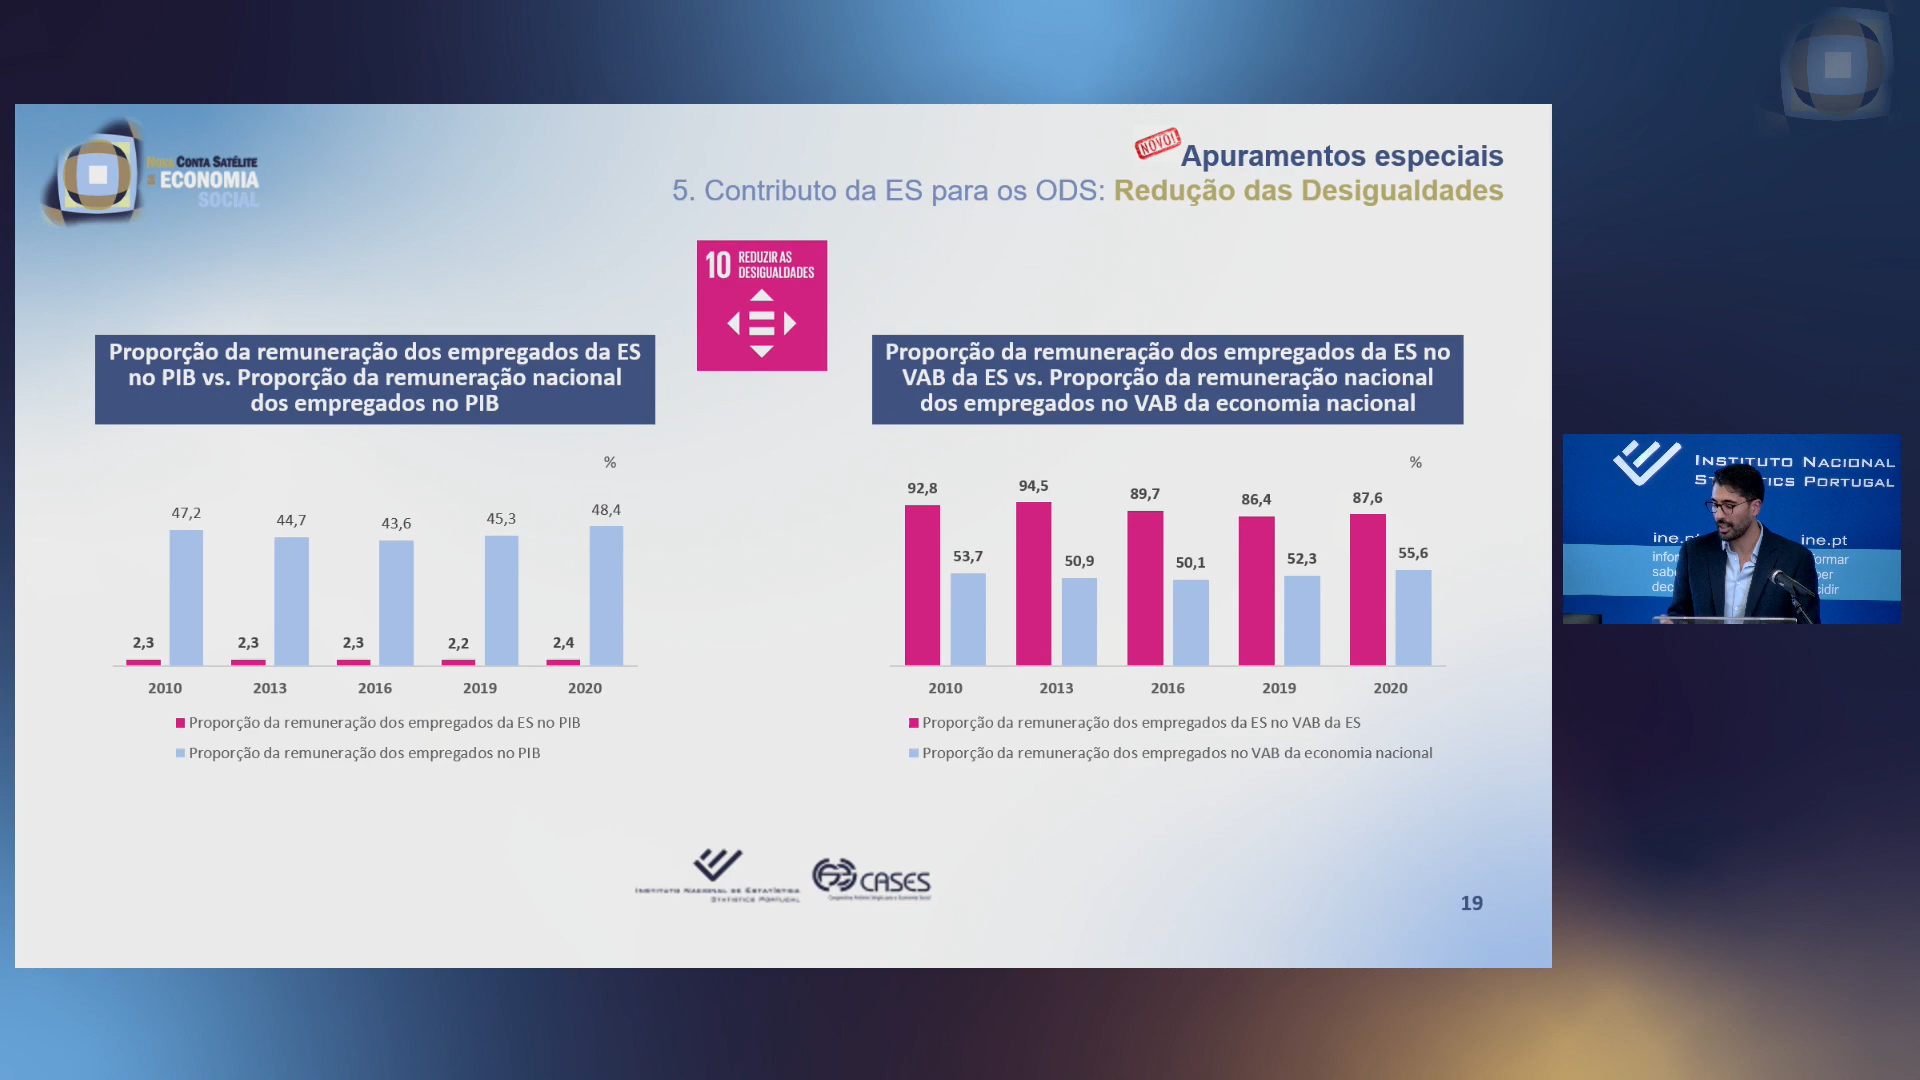 CONTA SATÉLITE
ECONOMIA
SOCIAL
NOVO!
Apuramentos especiais
5. Contributo da ES para os ODS: Redução das Desigualdades
10 REDUZIR AS
DESIGUALDADES
Proporção da remuneração dos empregados da ES
no PIB vs. Proporção da remuneração nacional
dos empregados no PIB
%
47,2
44,7
43,6
45,3
48,4
2,3
2,3
2,3
2,2
2,4
2010
2013
2016
2019
2020
Proporção da remuneração dos empregados da ES no PIB
Proporção da remuneração dos empregados no PIB
Proporção da remuneração dos empregados da ES no
VAB da ES vs. Proporção da remuneração nacional
dos empregados no VAB da economia nacional
%
92,8
94,5
89,7
86,4
87,6
53,7
50,9
50,1
52,3
55,6
2010
2013
2016
2019
2020
Proporção da remuneração dos empregados da ES no VAB da ES
Proporção da remuneração dos empregados no VAB da economia nacional
INSTITUTO NACIONAL DE ESTATÍSTICA
STATISTICS PORTUGAL
CASES
19
INSTITUTO NACIONAL
PORTUGAL
ine.pt